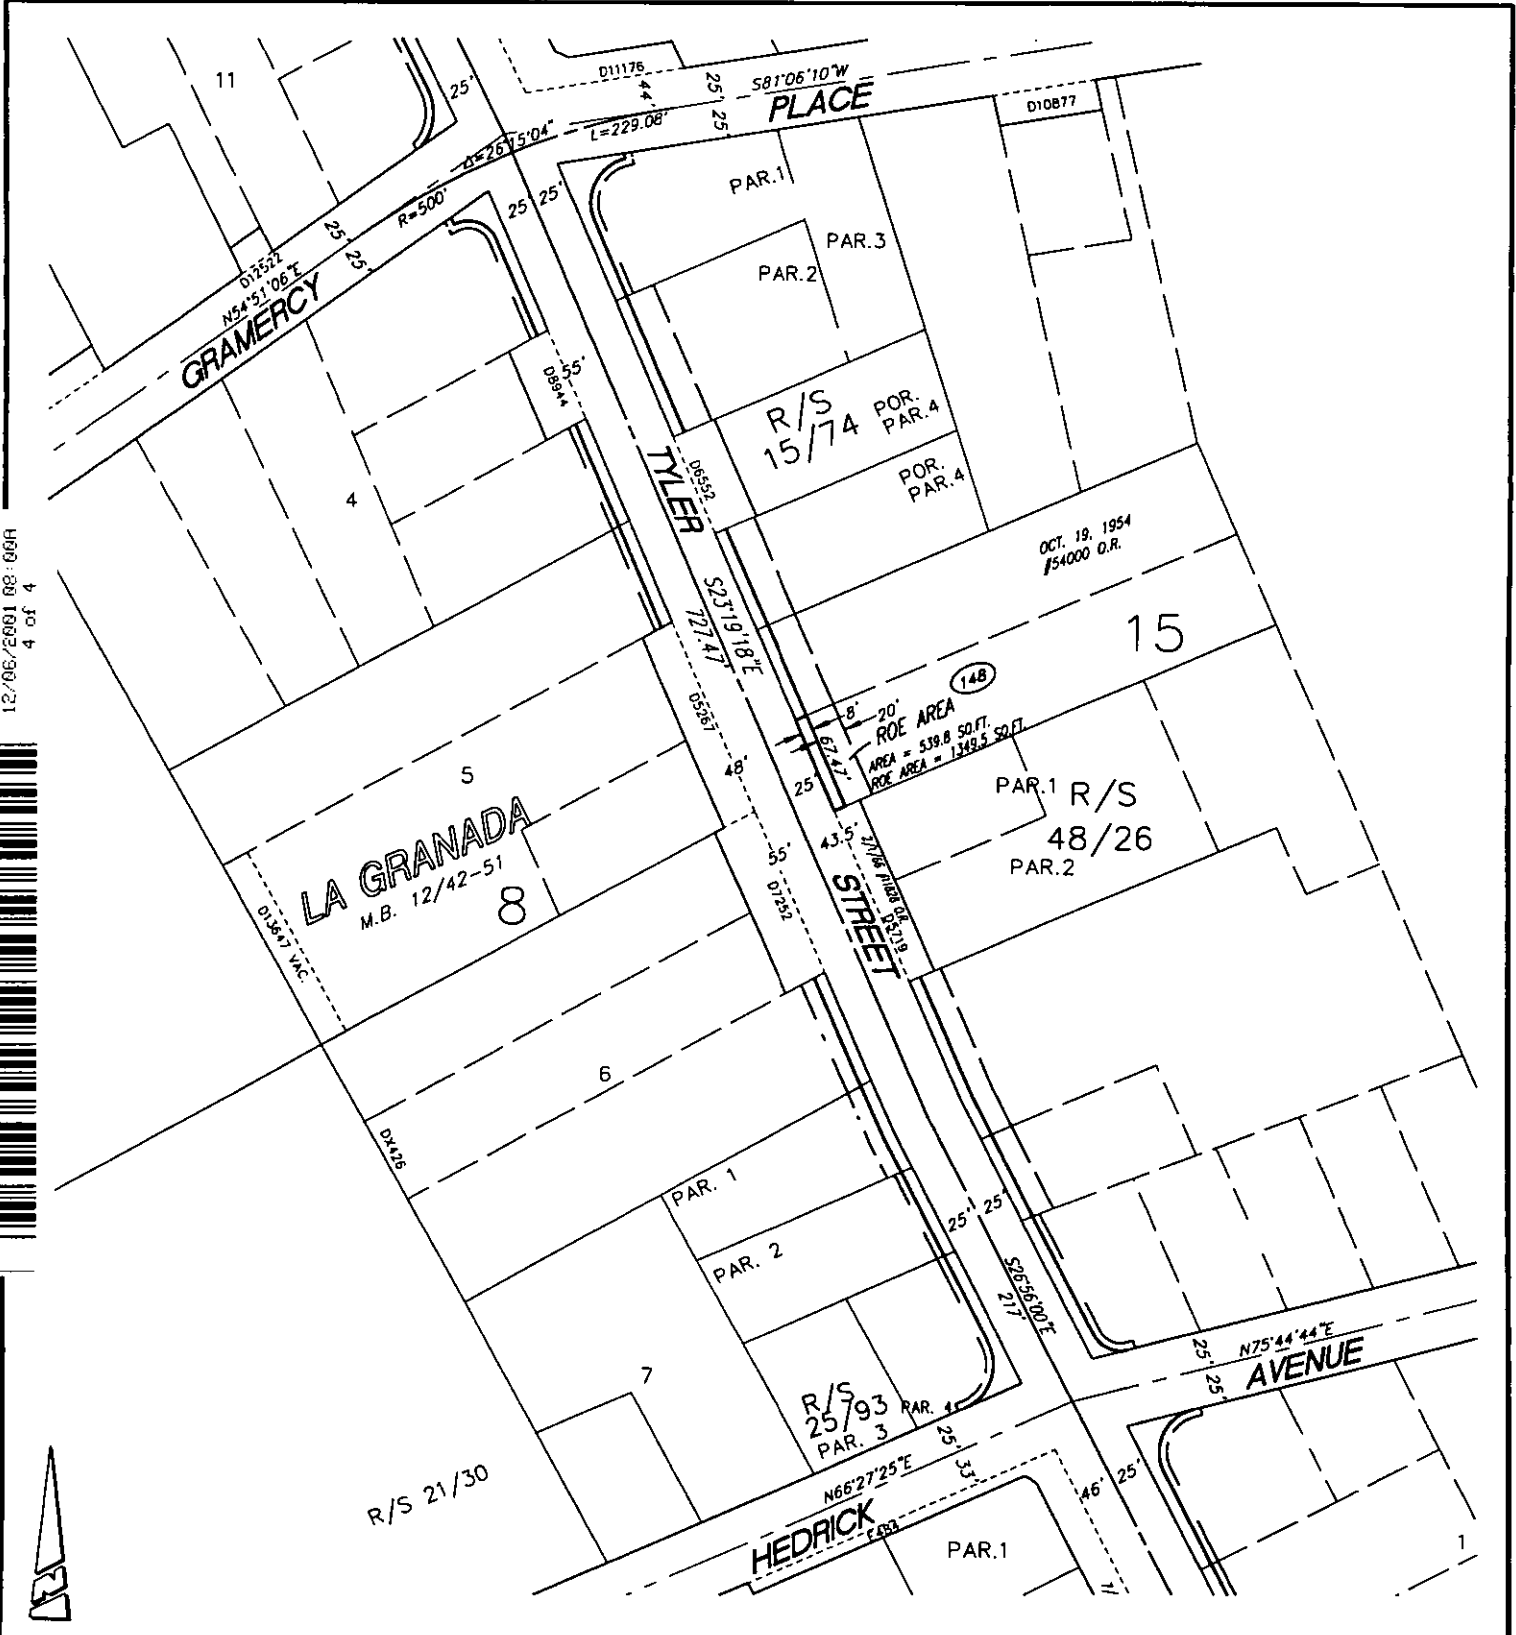 11
25'
D11176
44'
25' 25'
S81°06'10"W
PLACE
D10877
Δ=26°15'04"
L=229.08'
R=500'
25' 25'
25' 25'
D12522
N54°51'06"E
GRAMERCY
PAR.1
PAR.3
PAR.2
55'
D8944
R/S
15/74
POR.
PAR.4
POR.
PAR.4
4
TYLER
D6552
OCT. 19, 1954
#54000 O.R.
12/06/2001 08:00A
4 of 4
S23°19'18"E
727.47'
15
148
8'
20'
ROE AREA
AREA = 539.8 SQ.FT.
ROE AREA = 1349.5 SQ.FT.
67.47'
D5267
48'
25'
5
PAR.1
R/S
48/26
PAR.2
LA GRANADA
M.B. 12/42-51
8
43.5'
55'
D7252
STREET
D5719
D13647 VAC.
6
DX426
PAR. 1
PAR. 2
25' 25'
S26°56'00"E
217'
N75°44'44"E
AVENUE
25' 25'
7
R/S
25/93
PAR. 3
PAR. 4
25'
33'
46'
25'
N66°27'25"E
HEDRICK
R/S 21/30
PAR.1
1
N